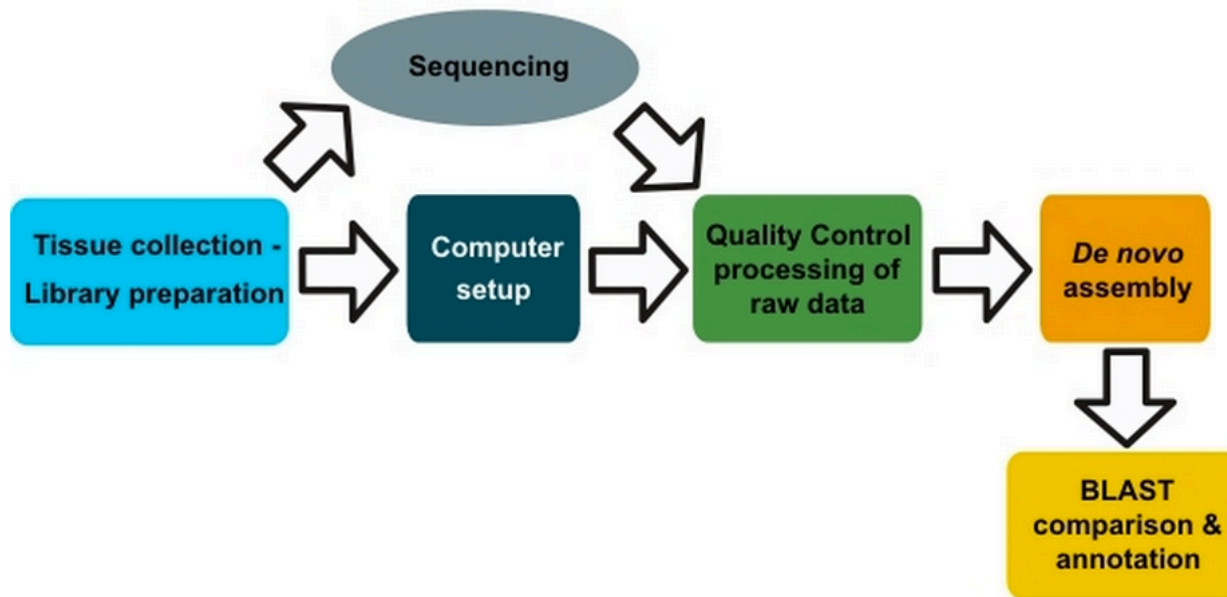 Sequencing
Tissue collection -
Library preparation
Computer
setup
Quality Control
processing of
raw data
De novo
assembly
BLAST
comparison &
annotation